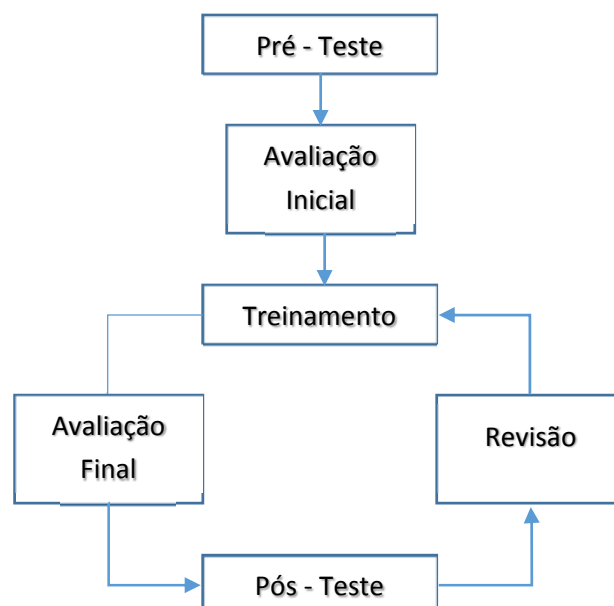 Pré - Teste
Avaliação
Inicial
Treinamento
Avaliação
Final
Revisão
Pós - Teste